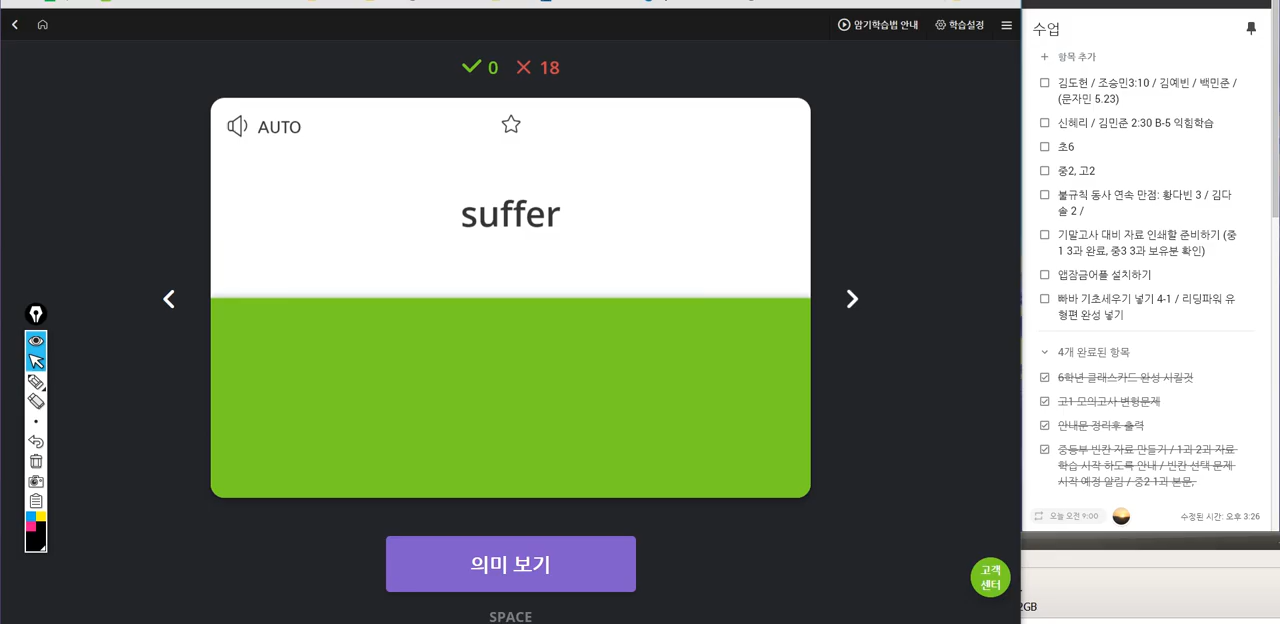 암기학습법 안내
학습설정
0
18
AUTO
suffer
의미 보기
SPACE
고객
센터
수업
항목 추가
김도헌 / 조승민3:10 / 김예빈 / 백민준 /
(문자민 5.23)
신혜리 / 김민준 2:30 B-5 익힘학습
초6
중2, 고2
불규칙 동사 연속 만점: 황다빈 3 / 김다
솔 2 /
기말고사 대비 자료 인쇄할 준비하기 (중
1 3과 완료, 중3 3과 보유분 확인)
앱잠금어플 설치하기
빠바 기초세우기 넣기 4-1 / 리딩파워 유
형편 완성 넣기
4개 완료된 항목
6학년 클래스카드 완성 시킬것
고1 모의고사 변형문제
안내문 정리후 출력
중등부 빈칸 자료 만들기 / 1과 2과 자료
학습 시작 하도록 안내 / 빈칸 선택 문제
시작 예정 알림 / 중2 1과 본문,
오늘 오전 9:00
수정된 시간: 오후 3:26
2GB